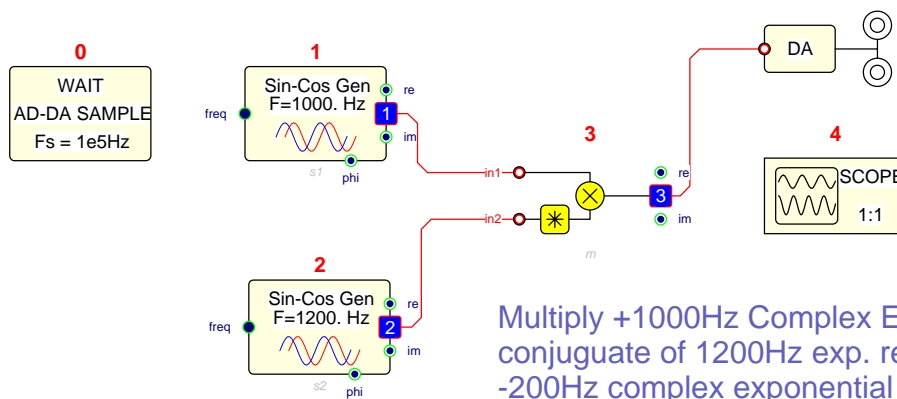 0
WAIT
AD-DA SAMPLE
Fs = 1e5Hz
1
Sin-Cos Gen
F=1000. Hz
freq
re
1
im
s1
phi
2
Sin-Cos Gen
F=1200. Hz
freq
re
2
im
s2
phi
3
in1
in2
re
3
im
m
DA
4
SCOPE
1:1
Multiply +1000Hz Complex E
conjuguate of 1200Hz exp. re
-200Hz complex exponential